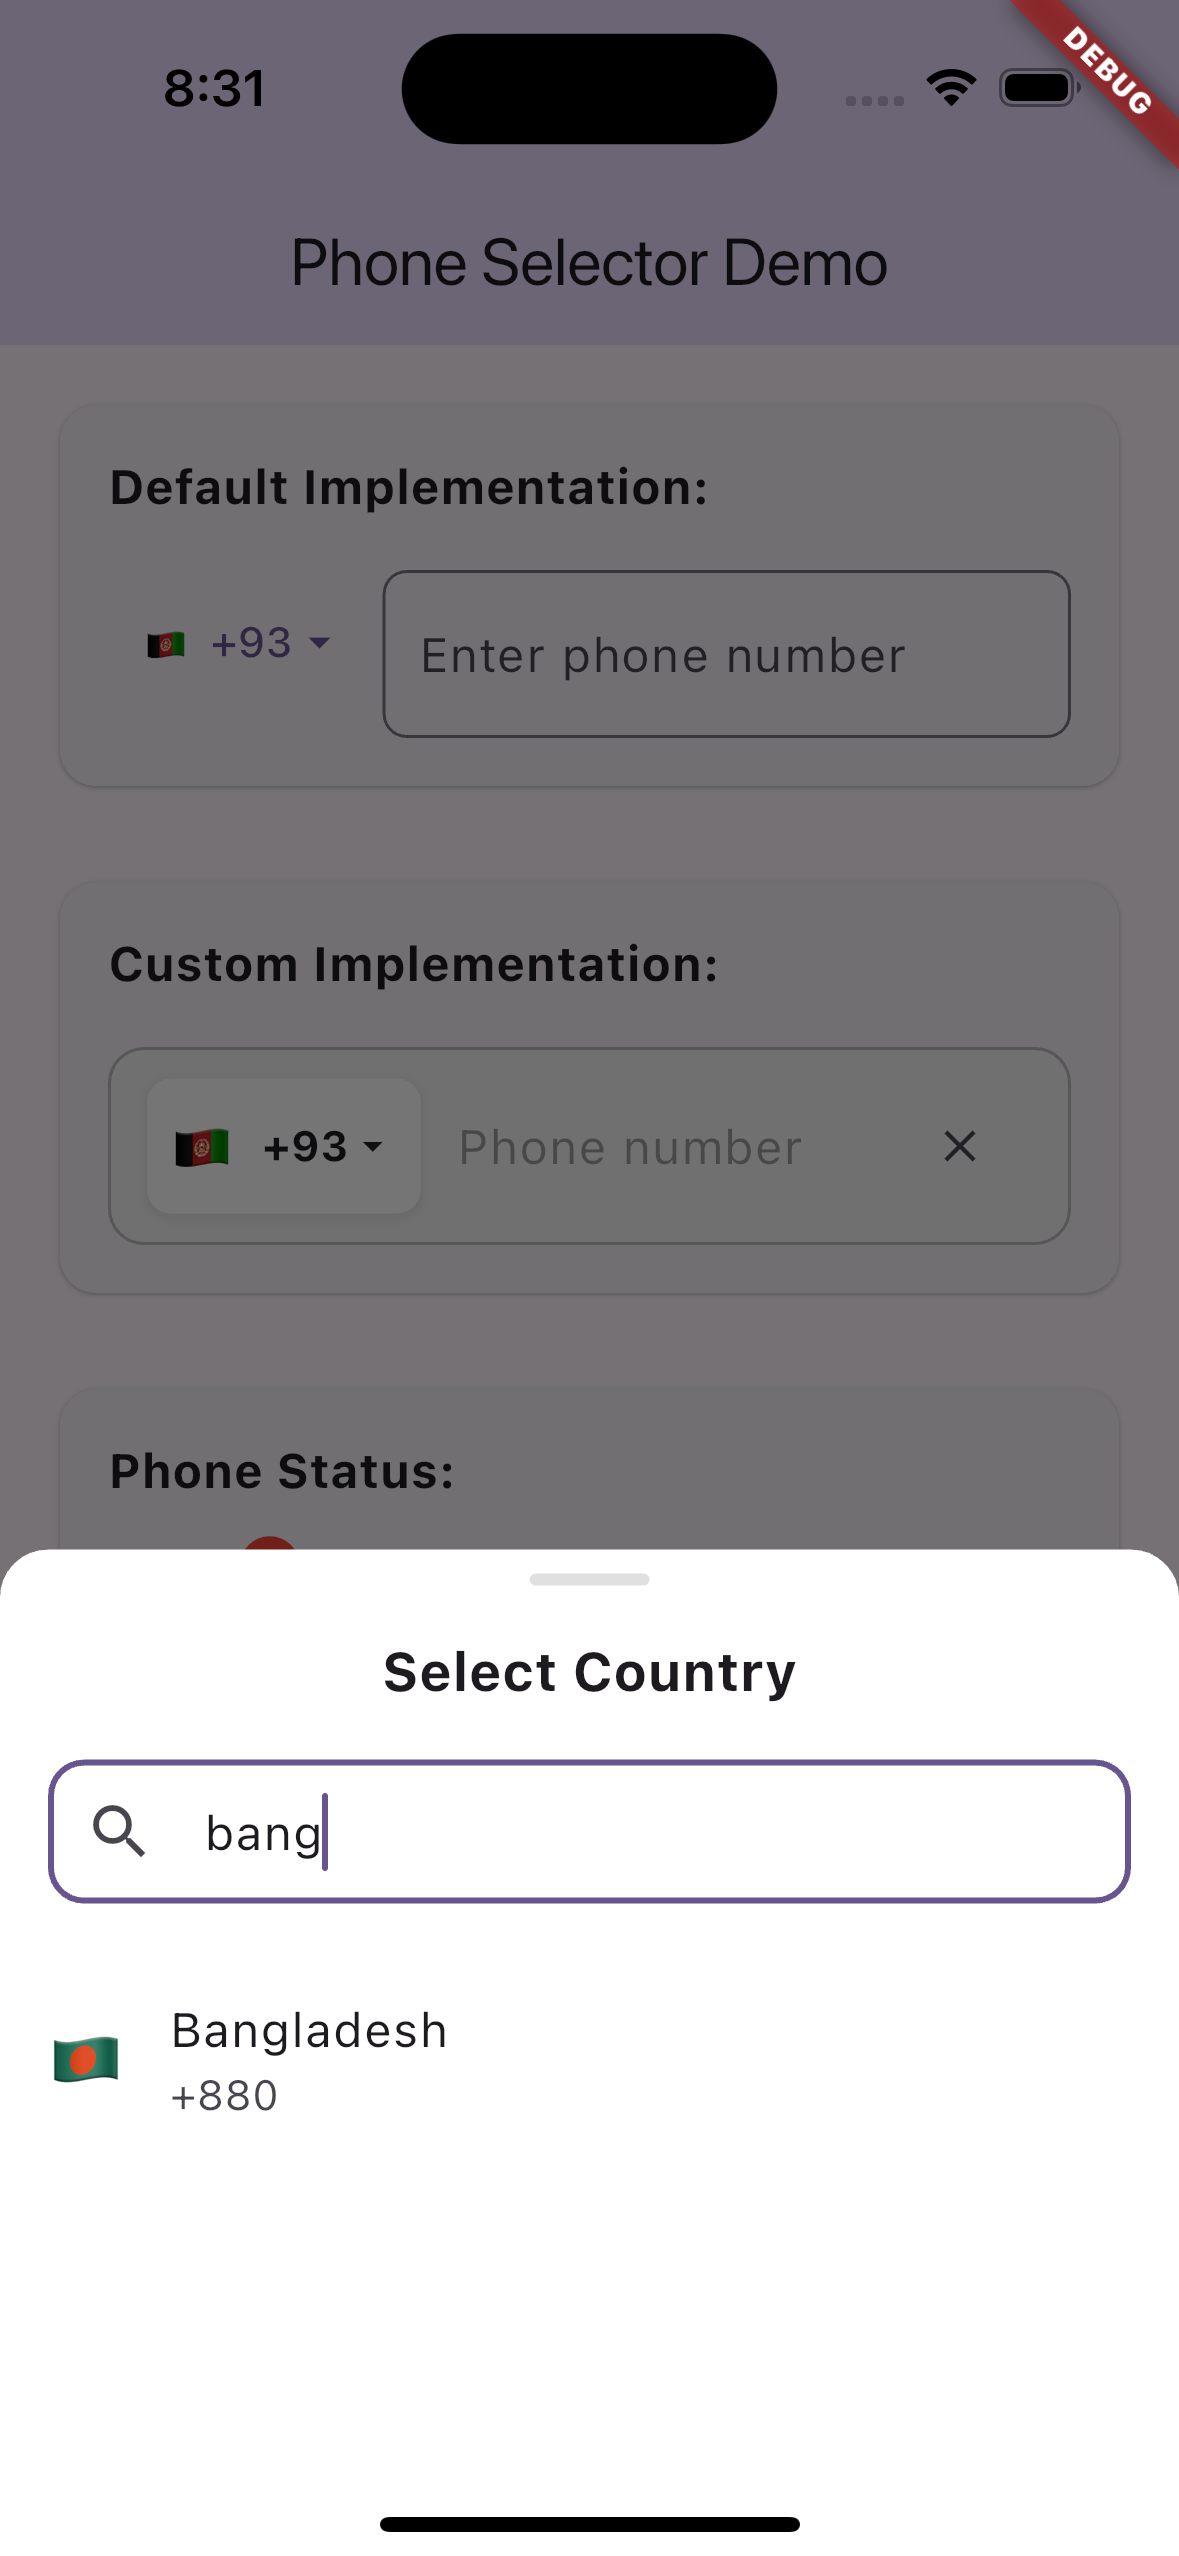 8:31
DEBUG
Phone Selector Demo
Default Implementation:
+93
Enter phone number
Custom Implementation:
+93
Phone number
Phone Status:
Select Country
bang
Bangladesh
+880